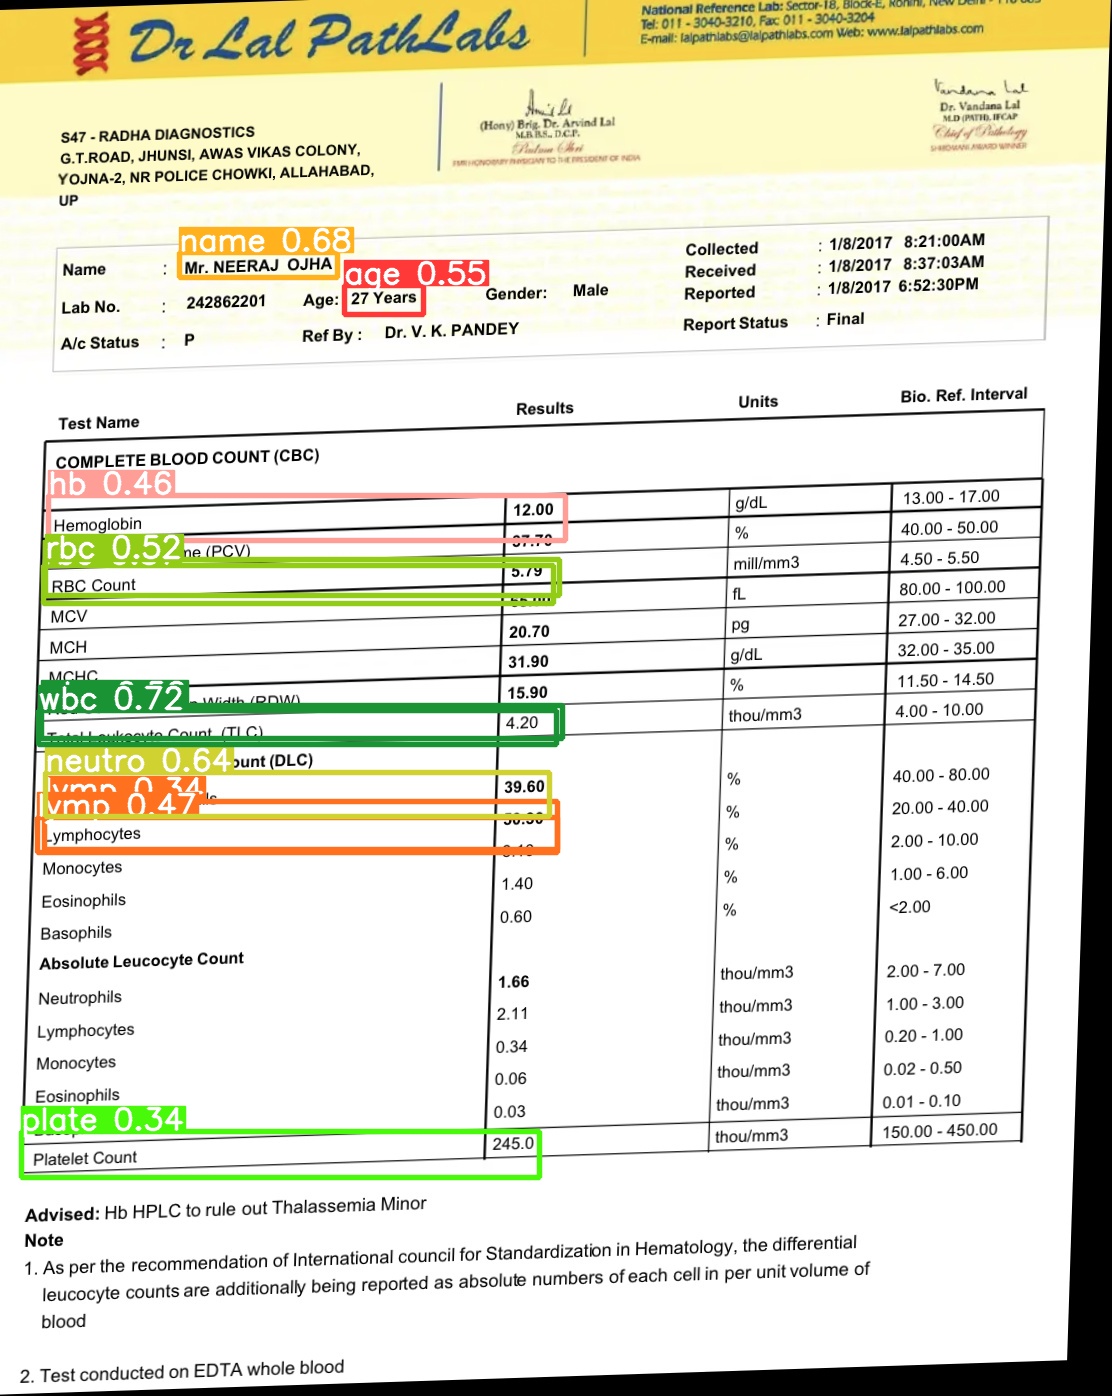 Dr Lal PathLabs
National Reference Lab: Sector-18, Block-E, Rohini, New Delhi
Tel: 011 - 3040-3210, Fax: 011 - 3040-3204
E-mail: lalpathlabs@lalpathlabs.com Web: www.lalpathlabs.com
S47 - RADHA DIAGNOSTICS
G.T.ROAD, JHUNSI, AWAS VIKAS COLONY,
YOJNA-2, NR POLICE CHOWKI, ALLAHABAD,
UP
(Hony) Brig. Dr. Arvind Lal
M.B.B.S., D.C.P.
Padma Shri
FMR HONORARY PHYSICIAN TO THE PRESIDENT OF INDIA
Vandana Lal
Dr. Vandana Lal
M.D (PATH), IFCAP
Chief of Pathology
SHIROMANI AWARD WINNER
name 0.68
Name : Mr. NEERAJ OJHA
age 0.55
Lab No. : 242862201 Age: 27 Years Gender: Male
A/c Status : P Ref By : Dr. V. K. PANDEY
Collected : 1/8/2017 8:21:00AM
Received : 1/8/2017 8:37:03AM
Reported : 1/8/2017 6:52:30PM
Report Status : Final
Test Name Results Units Bio. Ref. Interval
COMPLETE BLOOD COUNT (CBC)
hb 0.46
Hemoglobin 12.00 g/dL 13.00 - 17.00
rbc 0.52
me (PCV) 37.70 % 40.00 - 50.00
RBC Count 5.79 mill/mm3 4.50 - 5.50
MCV fL 80.00 - 100.00
MCH 20.70 pg 27.00 - 32.00
MCHC 31.90 g/dL 32.00 - 35.00
wbc 0.72
Width (RDW) 15.90 % 11.50 - 14.50
Total Leukocyte Count (TLC) 4.20 thou/mm3 4.00 - 10.00
neutro 0.64
ount (DLC)
lymp 0.34
ls 39.60 % 40.00 - 80.00
lymp 0.47
Lymphocytes % 20.00 - 40.00
Monocytes % 2.00 - 10.00
Eosinophils 1.40 % 1.00 - 6.00
Basophils 0.60 % <2.00
Absolute Leucocyte Count
Neutrophils 1.66 thou/mm3 2.00 - 7.00
Lymphocytes 2.11 thou/mm3 1.00 - 3.00
Monocytes 0.34 thou/mm3 0.20 - 1.00
Eosinophils 0.06 thou/mm3 0.02 - 0.50
plate 0.34
0.03 thou/mm3 0.01 - 0.10
Platelet Count 245.0 thou/mm3 150.00 - 450.00
Advised: Hb HPLC to rule out Thalassemia Minor
Note
1. As per the recommendation of International council for Standardization in Hematology, the differential
leucocyte counts are additionally being reported as absolute numbers of each cell in per unit volume of
blood
2. Test conducted on EDTA whole blood